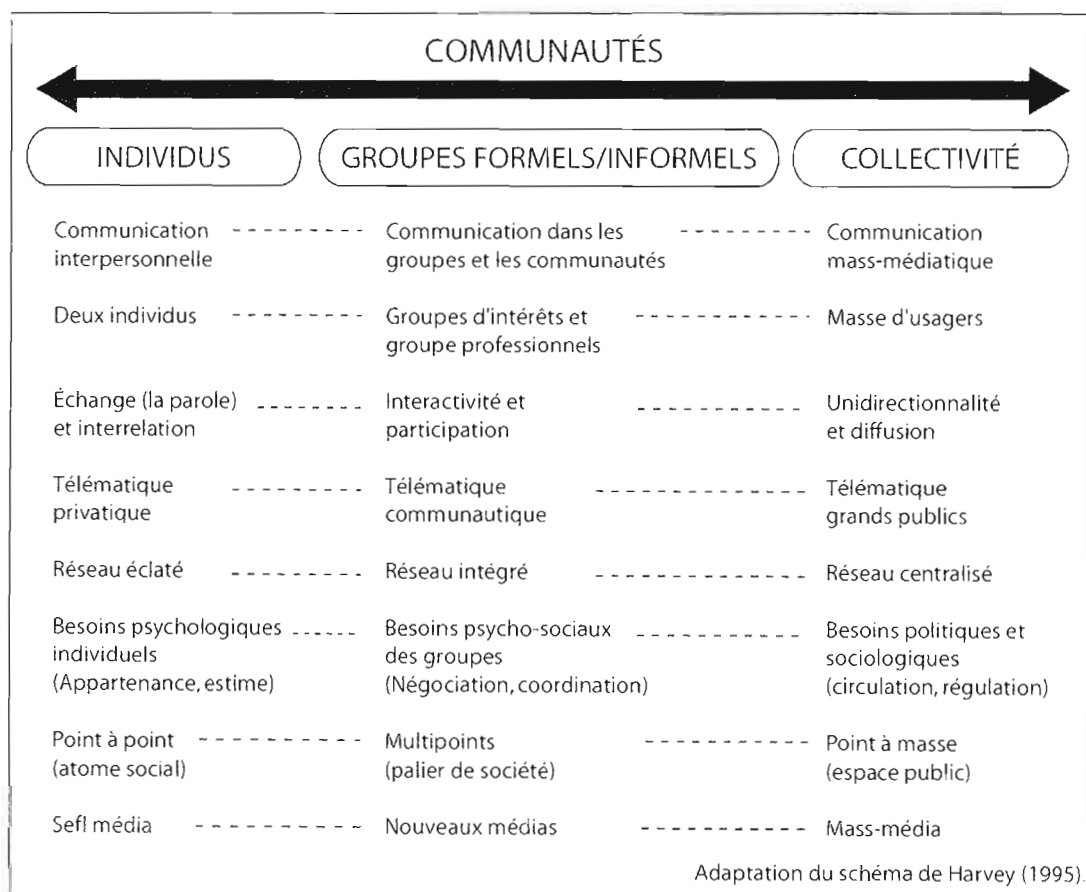 COMMUNAUTÉS
INDIVIDUS GROUPES FORMELS/INFORMELS COLLECTIVITÉ
Communication Communication dans les Communication
interpersonnelle groupes et les communautés mass-médiatique
Deux individus Groupes d'intérêts et Masse d'usagers
groupe professionnels
Échange (la parole) Interactivité et Unidirectionnalité
et interrelation participation et diffusion
Télématique Télématique Télématique
privatique communautique grands publics
Réseau éclaté Réseau intégré Réseau centralisé
Besoins psychologiques Besoins psycho-sociaux Besoins politiques et
individuels des groupes sociologiques
(Appartenance, estime) (Négociation, coordination) (circulation, régulation)
Point à point Multipoints Point à masse
(atome social) (palier de société) (espace public)
Sefl média Nouveaux médias Mass-média
Adaptation du schéma de Harvey (1995).